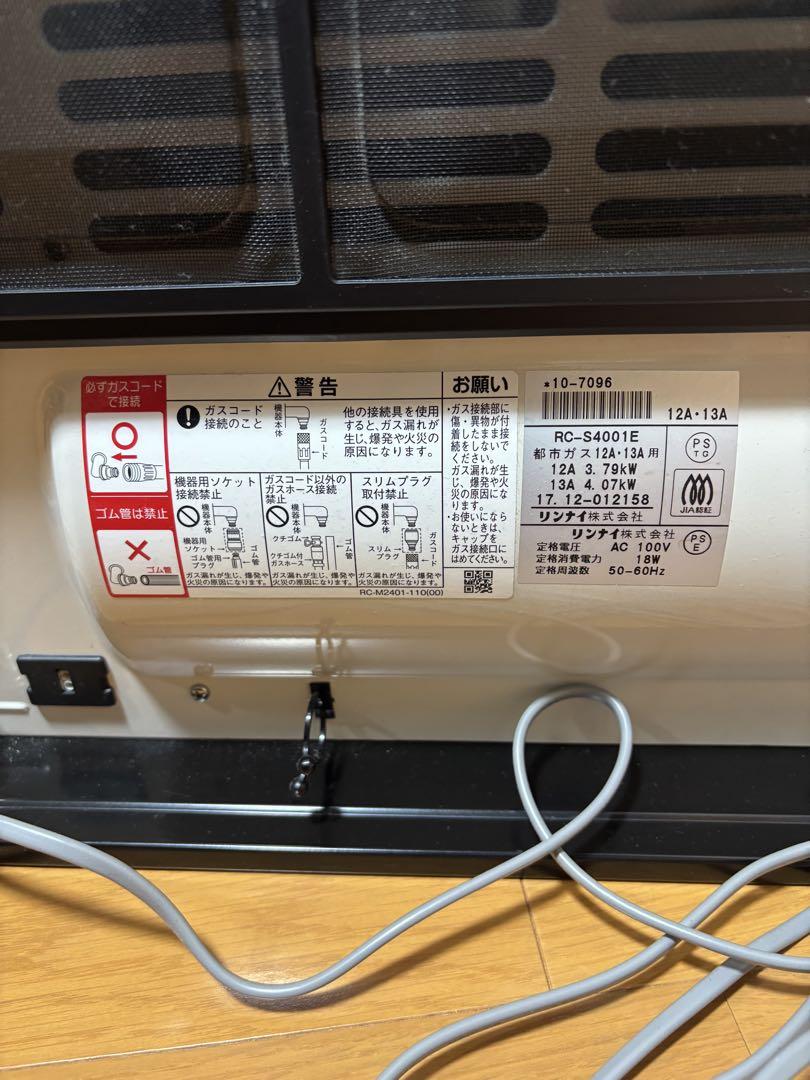 必ずガスコード
で接続
ゴム管は禁止
ゴム管
警告
ガスコード
接続のこと
機器本体
ガスコード
他の接続具を使用
すると、ガス漏れが
生じ、爆発や火災の
原因になります。
機器用ソケット
接続禁止
機器本体
機器用
ソケット
ゴム管用
プラグ
ゴム管
ガス漏れが生じ、爆発や
火災の原因になります。
ガスコード以外の
ガスホース接続
禁止
機器本体
クチゴム
クチゴム付
ガスホース
ゴム管
ガス漏れが生じ、爆発や
火災の原因になります。
スリムプラグ
取付禁止
機器本体
スリム
プラグ
ガスコード
ガス漏れが生じ、爆発や
火災の原因になります。
RC-M2401-110(00)
お願い
・ガス接続部に
傷・異物が付
着したまま接
続をしないで
ください。
ガス漏れが生
じ、爆発や火
災の原因にな
ります。
・お使いになら
ないときは、
キャップを
ガス接続口に
はめてください。
*10-7096
12A・13A
RC-S4001E
都市ガス12A・13A用
12A 3.79kW
13A 4.07kW
17.12-012158
リンナイ株式会社
PS
TG
JIA認証
リンナイ株式会社
定格電圧 AC 100V
定格消費電力 18W
定格周波数 50-60Hz
PS
E